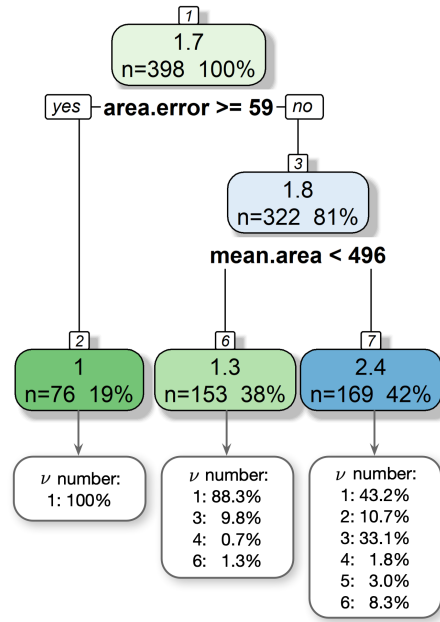 1
1.7
n=398 100%
yes area.error >= 59 no
3
1.8
n=322 81%
mean.area < 496
2
1
n=76 19%
6
1.3
n=153 38%
7
2.4
n=169 42%
ν number:
1: 100%
ν number:
1: 88.3%
3: 9.8%
4: 0.7%
6: 1.3%
ν number:
1: 43.2%
2: 10.7%
3: 33.1%
4: 1.8%
5: 3.0%
6: 8.3%